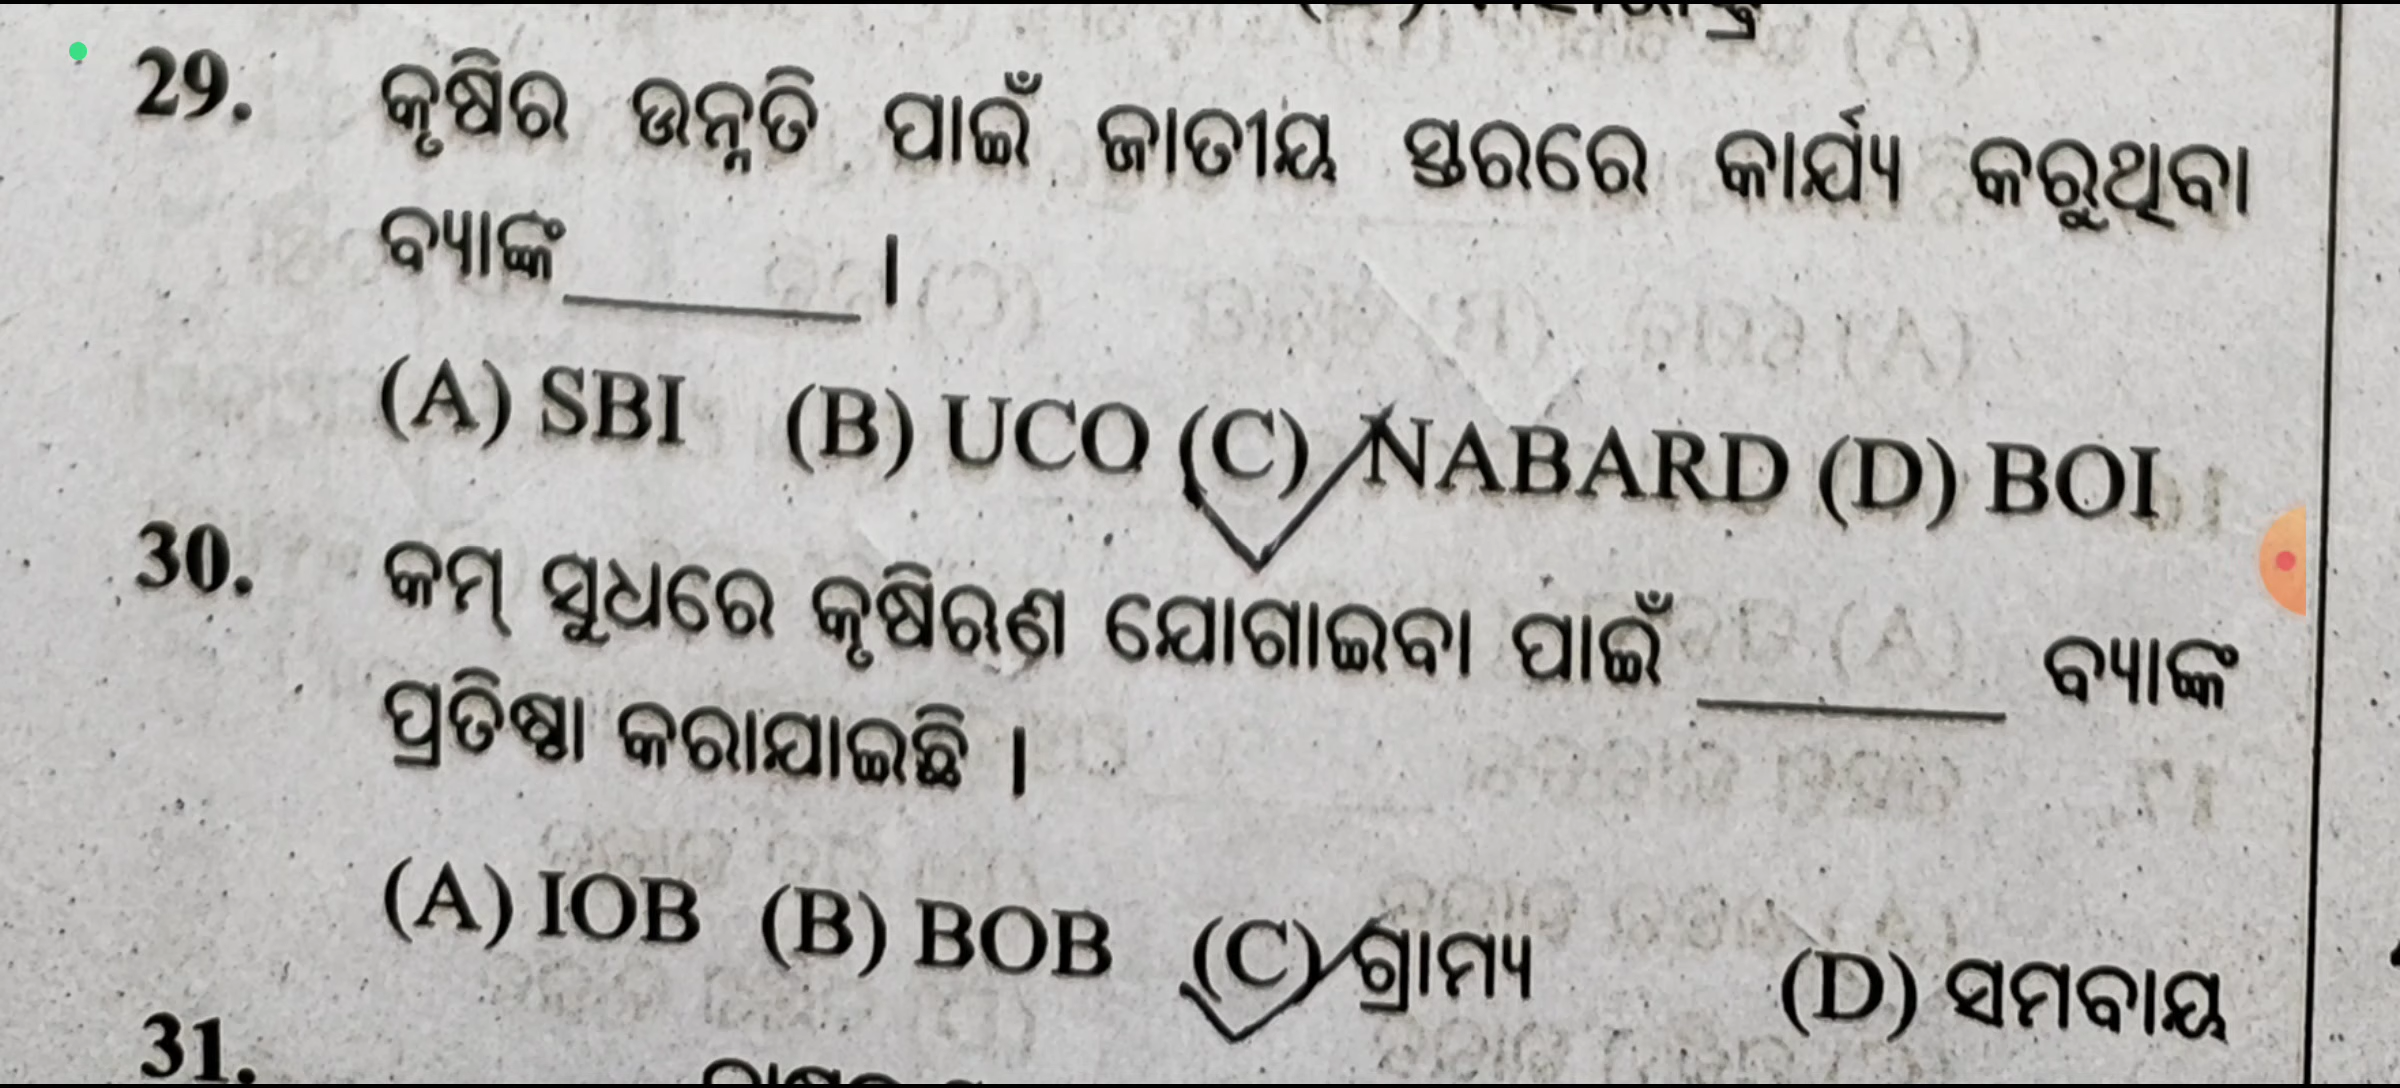 29. କୃଷିର ଉନ୍ନତି ପାଇଁ ଜାତୀୟ ସ୍ତରରେ କାର୍ଯ୍ୟ କରୁଥିବା
ବ୍ୟାଙ୍କ ______ ।
(A) SBI (B) UCO (C) NABARD (D) BOI
30. କମ୍ ସୁଧରେ କୃଷିଋଣ ଯୋଗାଇବା ପାଇଁ ______ ବ୍ୟାଙ୍କ
ପ୍ରତିଷ୍ଠା କରାଯାଇଛି ।
(A) IOB (B) BOB (C) ଗ୍ରାମ୍ୟ (D) ସମବାୟ
31.